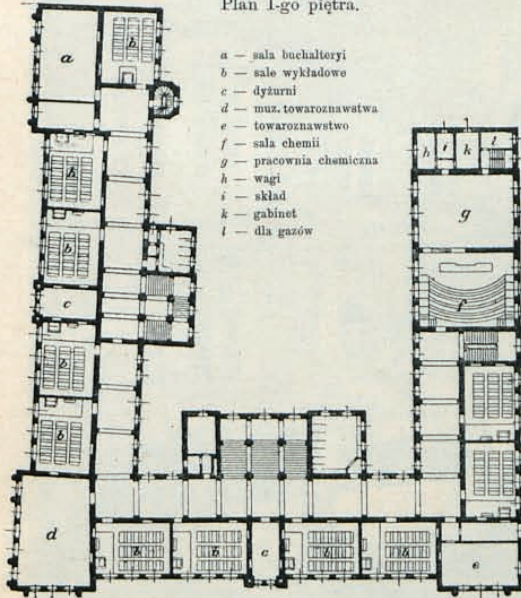 Plan I-go piętra.
a — sala buchalteryi
b — sale wykładowe
c — dyżurni
d — muz. towaroznawstwa
e — towaroznawstwo
f — sala chemii
g — pracownia chemiczna
h — wagi
i — skład
k — gabinet
l — dla gazów
a
b
h
i
k
l
b
g
b
c
f
b
b
d
b
b
c
b
b
e